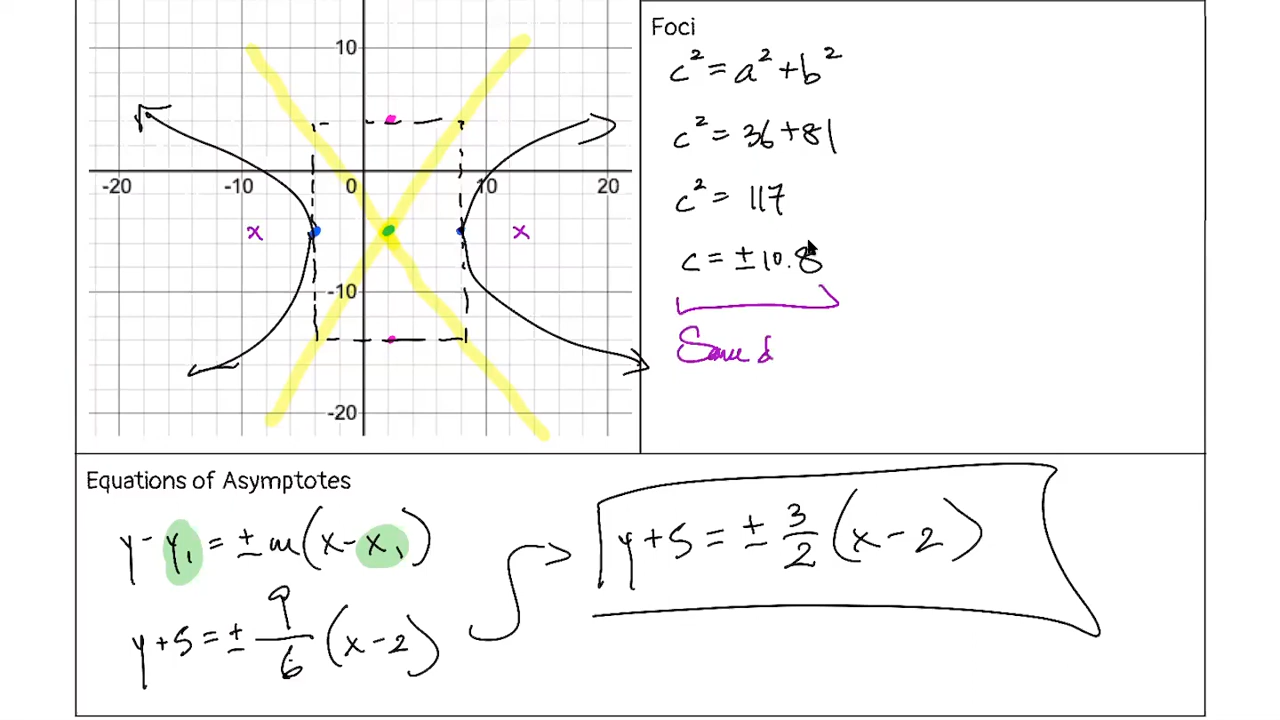 10
-20 -10 0 10 20
x x
-10
-20
Foci
c² = a² + b²
c² = 36 + 81
c² = 117
c = ± 10.8
Same d
Equations of Asymptotes
y - y₁ = ± m(x - x₁)
y + 5 = ± 9/6 (x - 2)
y + 5 = ± 3/2 (x - 2)